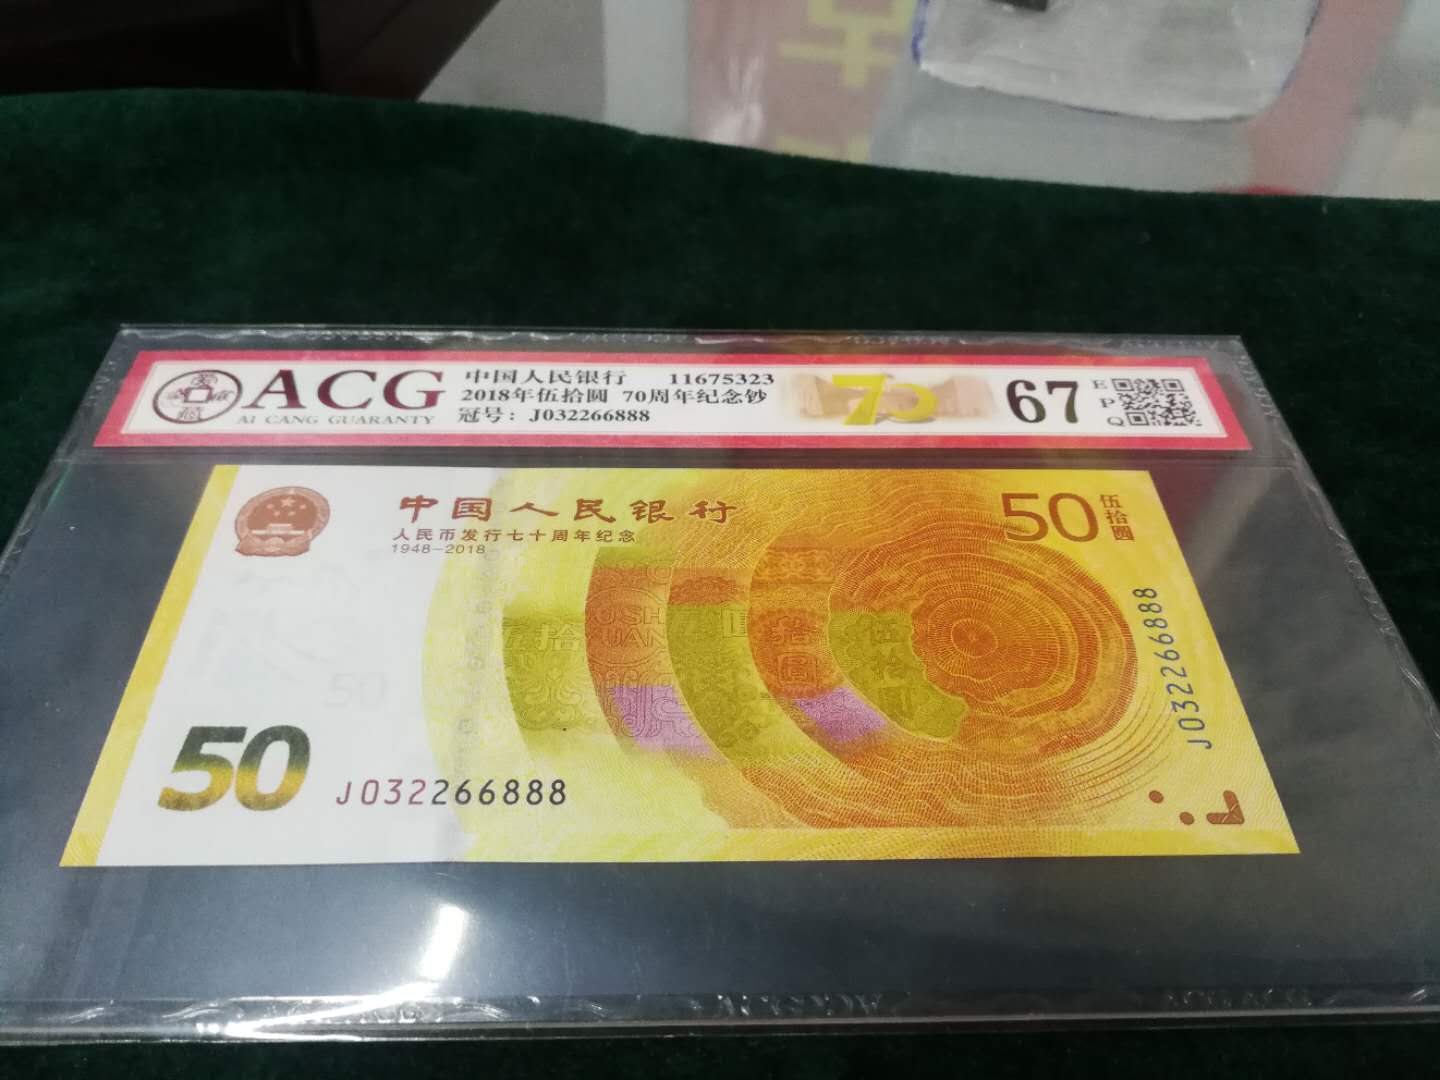 ACG
AI CANG GUARANTY
中国人民银行 11675323
2018年伍拾圆 70周年纪念钞
冠号：J032266888
70
67
EPQ
中国人民银行
人民币发行七十周年纪念
1948-2018
50
伍拾圆
J032266888
50
J032266888